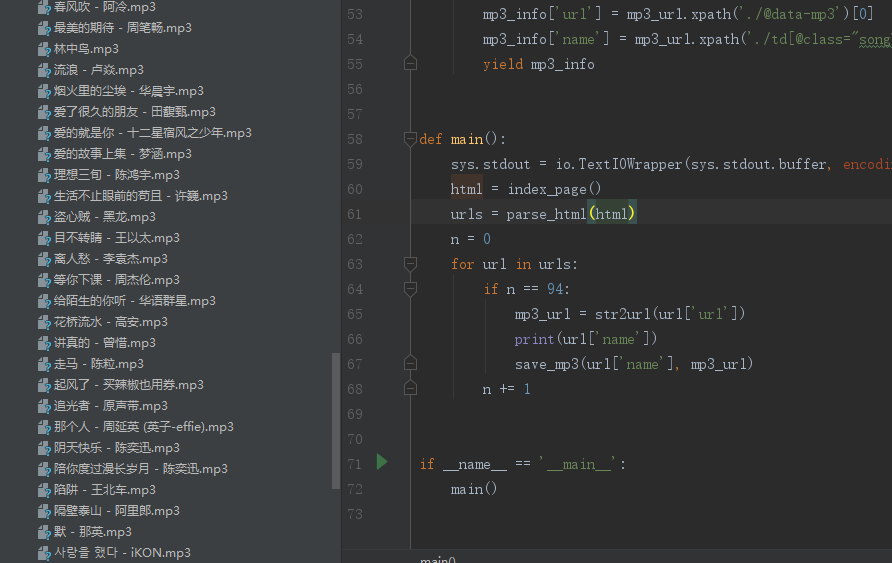 春风吹 - 阿冷.mp3
最美的期待 - 周笔畅.mp3
林中鸟.mp3
流浪 - 卢焱.mp3
烟火里的尘埃 - 华晨宇.mp3
爱了很久的朋友 - 田馥甄.mp3
爱的就是你 - 十二星宿风之少年.mp3
爱的故事上集 - 梦涵.mp3
理想三旬 - 陈鸿宇.mp3
生活不止眼前的苟且 - 许巍.mp3
盗心贼 - 黑龙.mp3
目不转睛 - 王以太.mp3
离人愁 - 李袁杰.mp3
等你下课 - 周杰伦.mp3
给陌生的你听 - 华语群星.mp3
花桥流水 - 高安.mp3
讲真的 - 曾惜.mp3
走马 - 陈粒.mp3
起风了 - 买辣椒也用券.mp3
追光者 - 原声带.mp3
那个人 - 周延英 (英子-effie).mp3
阴天快乐 - 陈奕迅.mp3
陪你度过漫长岁月 - 陈奕迅.mp3
陷阱 - 王北车.mp3
隔壁泰山 - 阿里郎.mp3
默 - 那英.mp3
사랑을 했다 - iKON.mp3
53 mp3_info['url'] = mp3_url.xpath('./@data-mp3')[0]
54 mp3_info['name'] = mp3_url.xpath('./td[@class="song
55 yield mp3_info
56
57
58 def main():
59 sys.stdout = io.TextIOWrapper(sys.stdout.buffer, encodi
60 html = index_page()
61 urls = parse_html(html)
62 n = 0
63 for url in urls:
64 if n == 94:
65 mp3_url = str2url(url['url'])
66 print(url['name'])
67 save_mp3(url['name'], mp3_url)
68 n += 1
69
70
71 if __name__ == '__main__':
72 main()
73
main()